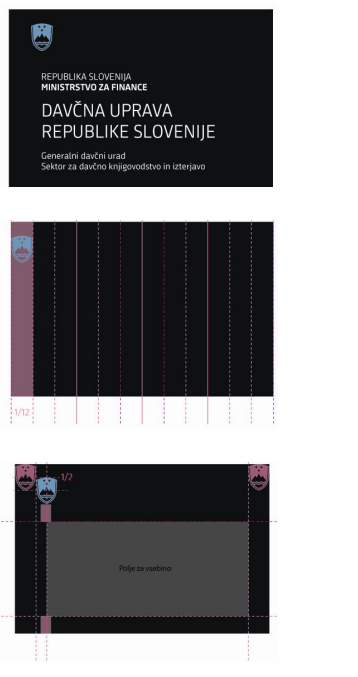 REPUBLIKA SLOVENIJA
MINISTRSTVO ZA FINANCE
DAVČNA UPRAVA
REPUBLIKE SLOVENIJE
Generalni davčni urad
Sektor za davčno knjigovodstvo in izterjavo
1/12
1/2
Polje za vsebino